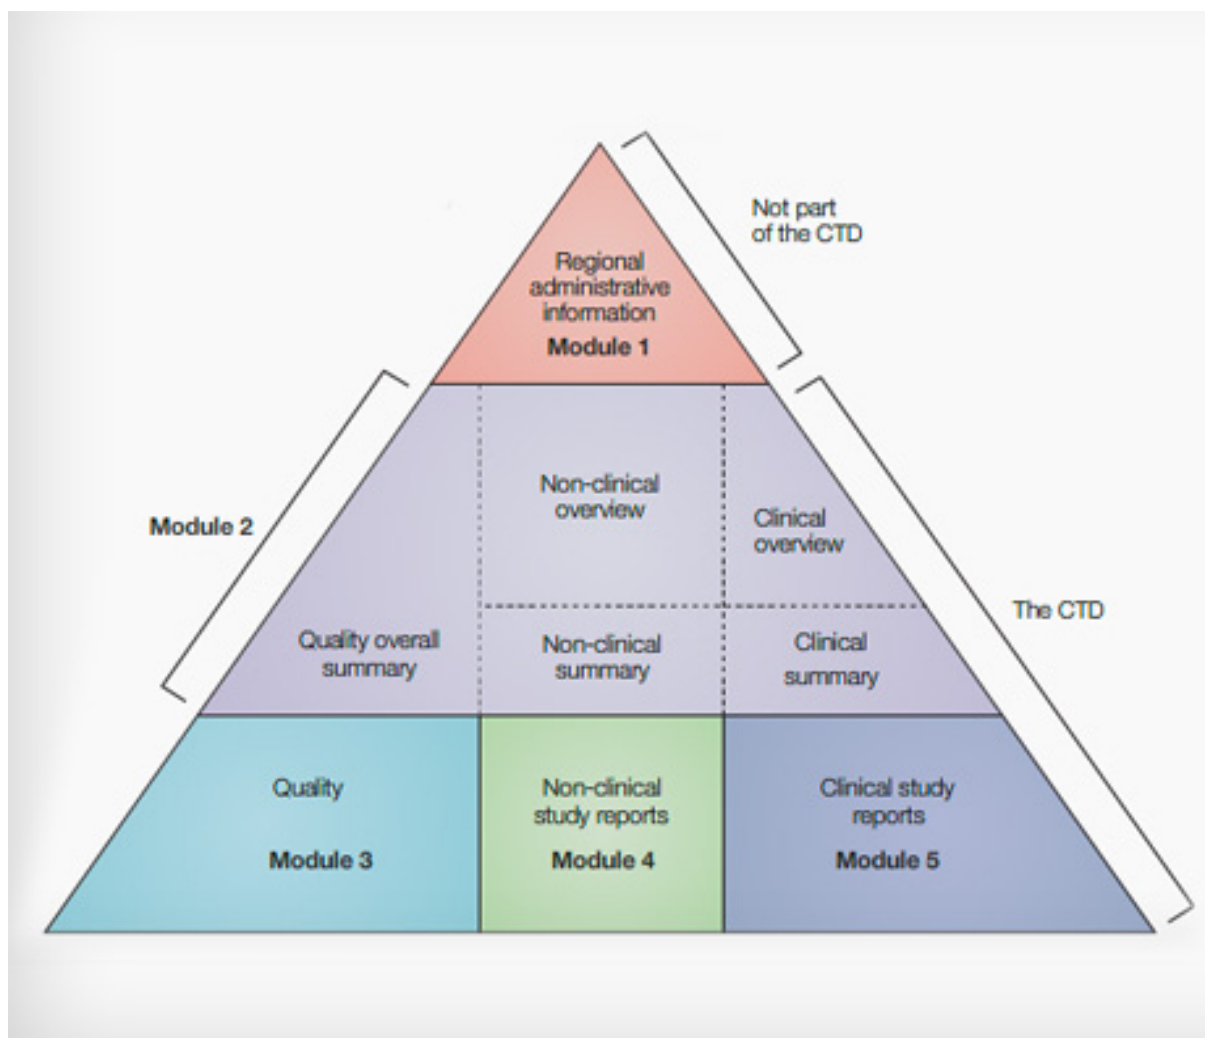 Not part
of the CTD
Regional
administrative
information
Module 1
Module 2
Non-clinical
overview
Clinical
overview
The CTD
Quality overall
summary
Non-clinical
summary
Clinical
summary
Quality
Module 3
Non-clinical
study reports
Module 4
Clinical study
reports
Module 5